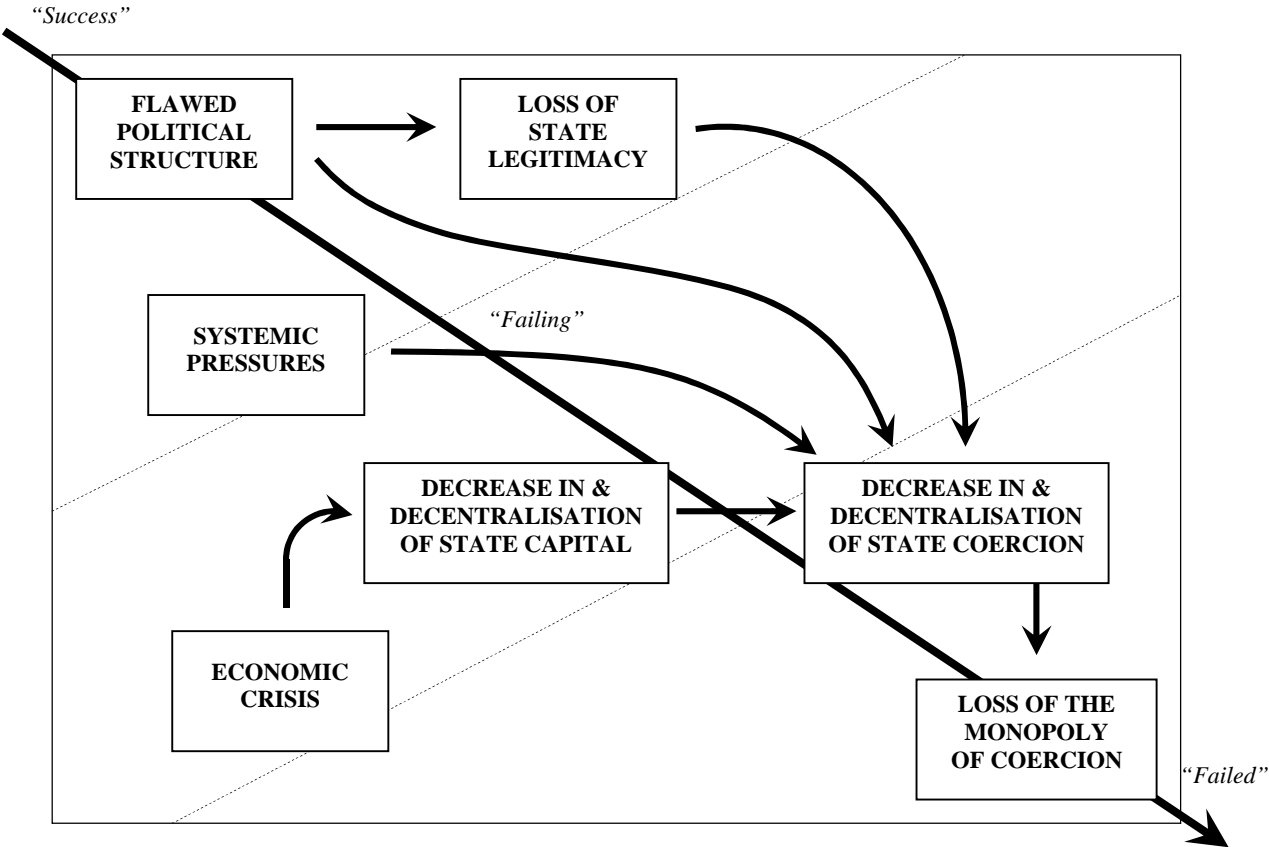 “Success”
FLAWED
POLITICAL
STRUCTURE
LOSS OF
STATE
LEGITIMACY
SYSTEMIC
PRESSURES
“Failing”
DECREASE IN &
DECENTRALISATION
OF STATE CAPITAL
DECREASE IN &
DECENTRALISATION
OF STATE COERCION
ECONOMIC
CRISIS
LOSS OF THE
MONOPOLY
OF COERCION
“Failed”